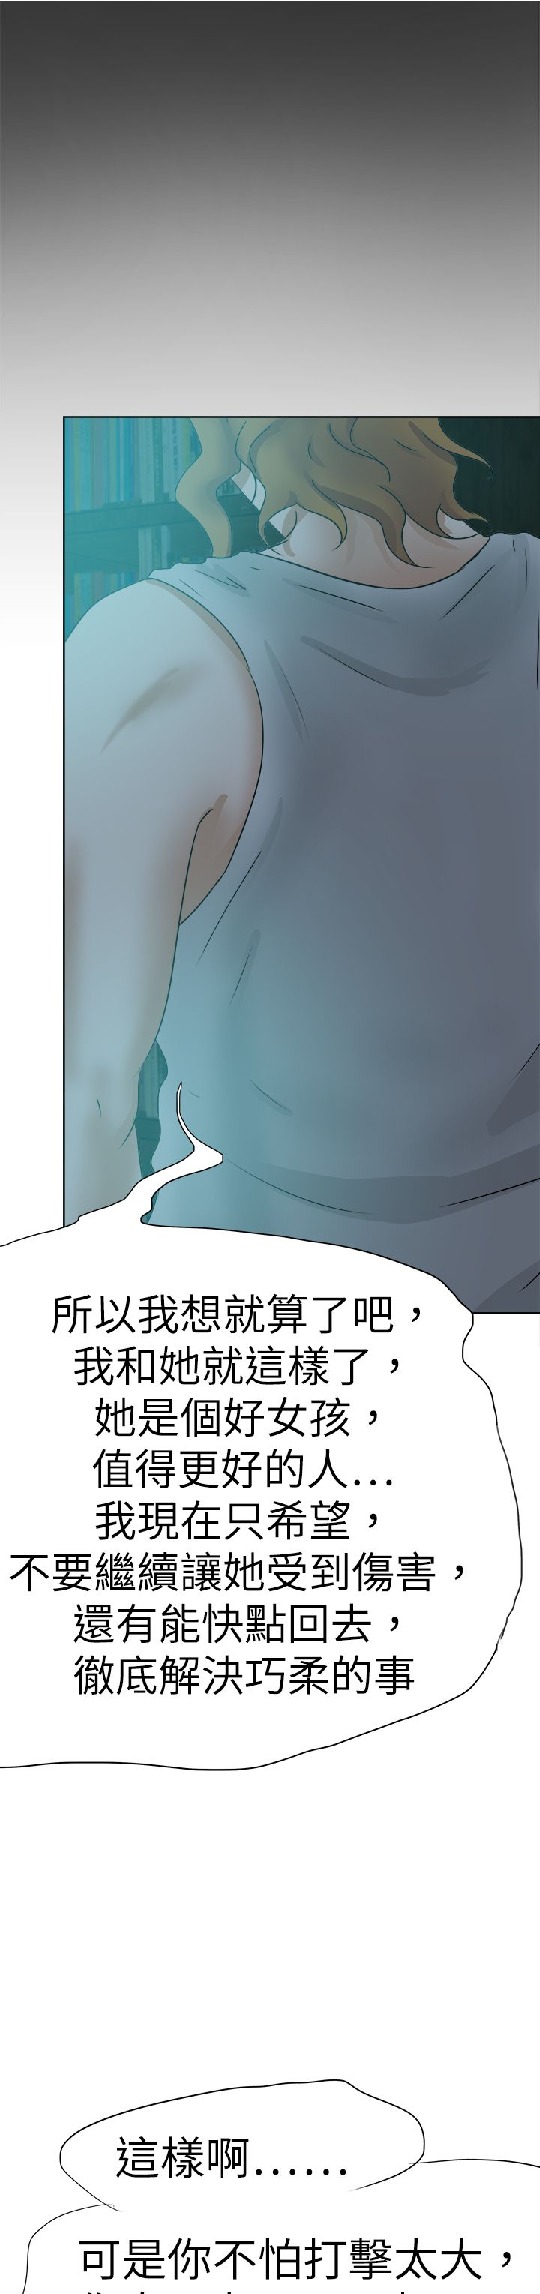 所以我想就算了吧，
我和她就這樣了，
她是個好女孩，
值得更好的人...
我現在只希望，
不要繼續讓她受到傷害，
還有能快點回去，
徹底解決巧柔的事
這樣啊......
可是你不怕打擊太大，